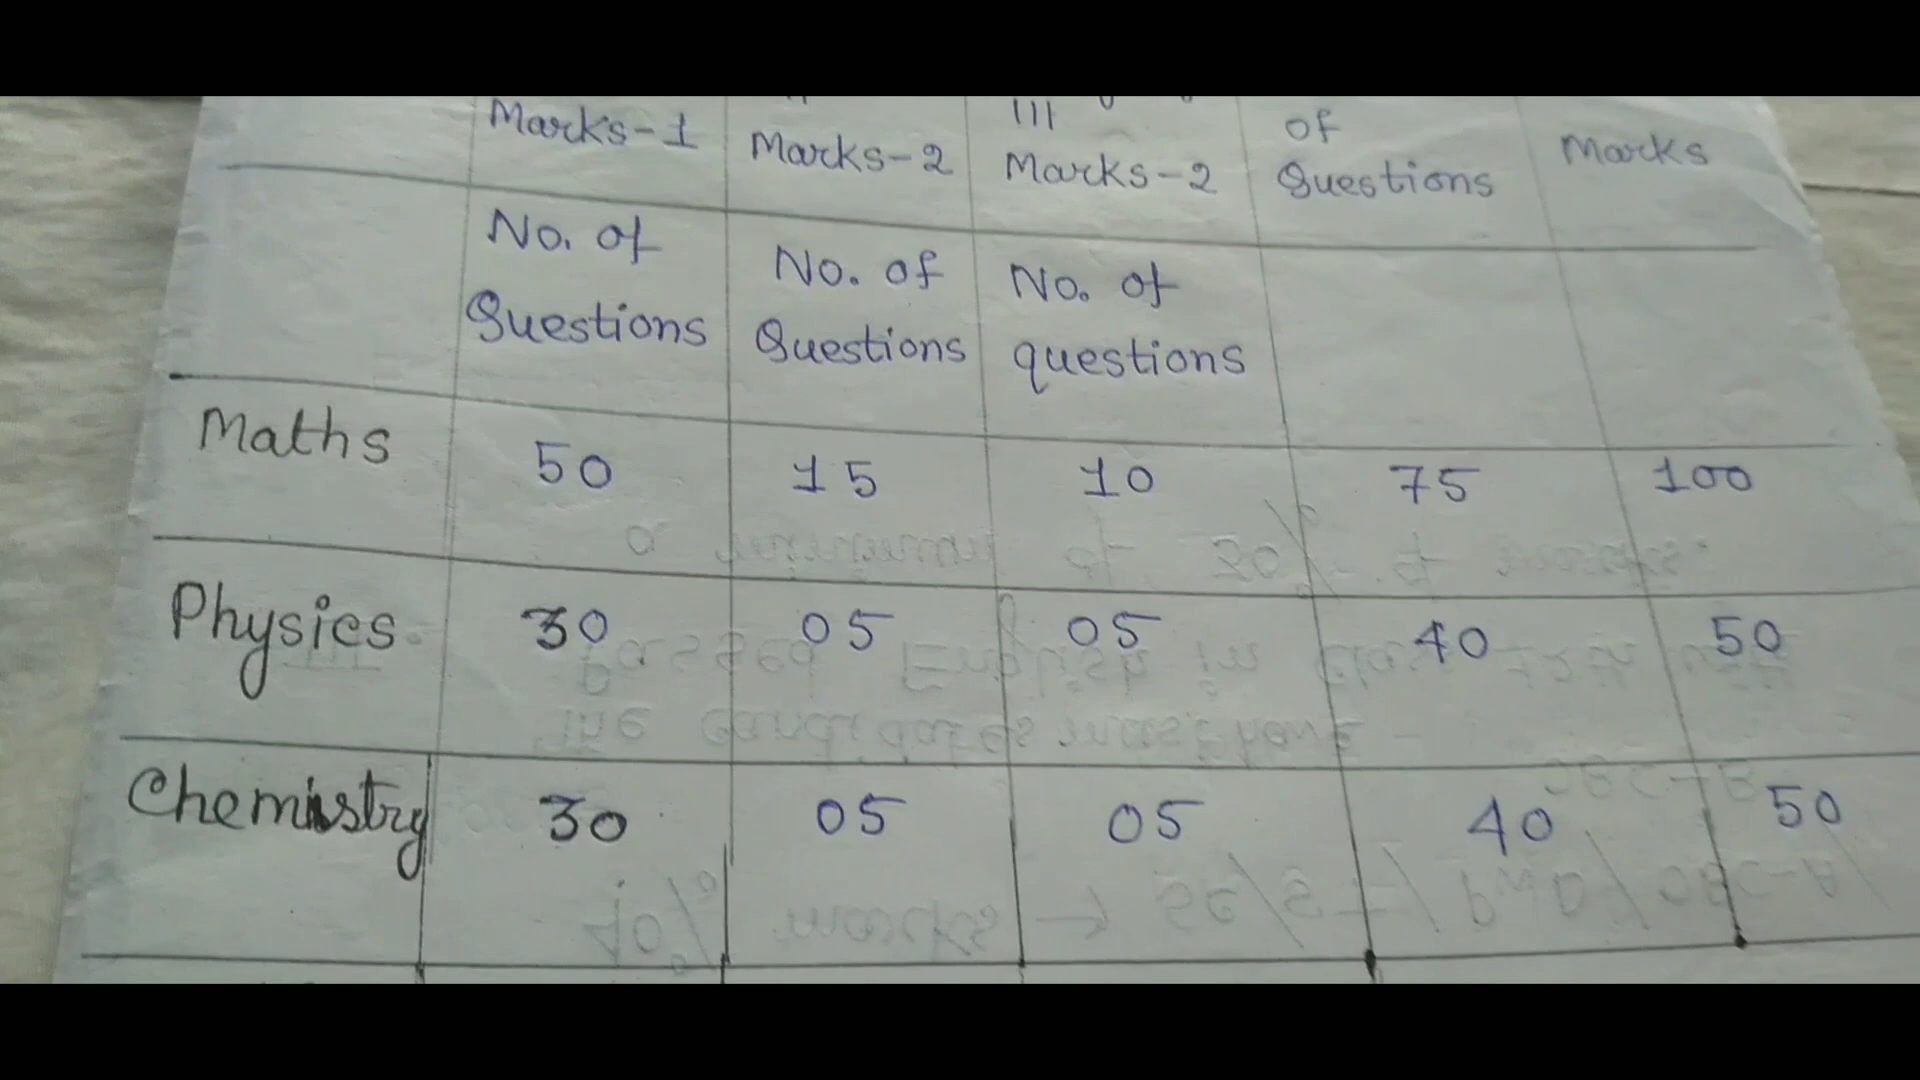 Marks-1 Marks-2 III Marks-2 of Questions Marks
No. of Questions No. of Questions No. of questions
Maths 50 15 10 75 100
Physics 30 05 05 40 50
Chemistry 30 05 05 40 50